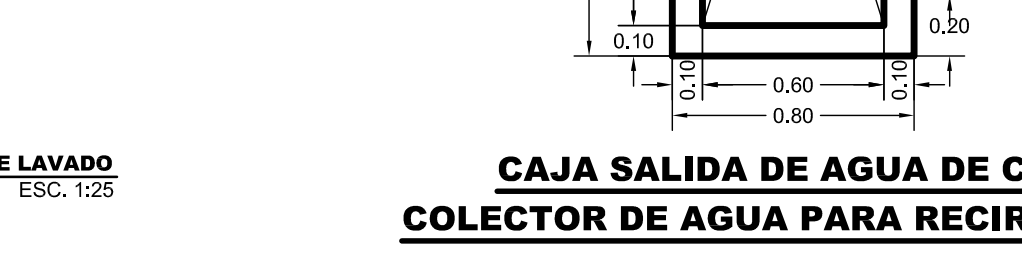 0.20
0.10
0.10 0.60 0.10
0.80
E LAVADO
ESC. 1:25
CAJA SALIDA DE AGUA DE C
COLECTOR DE AGUA PARA RECIR